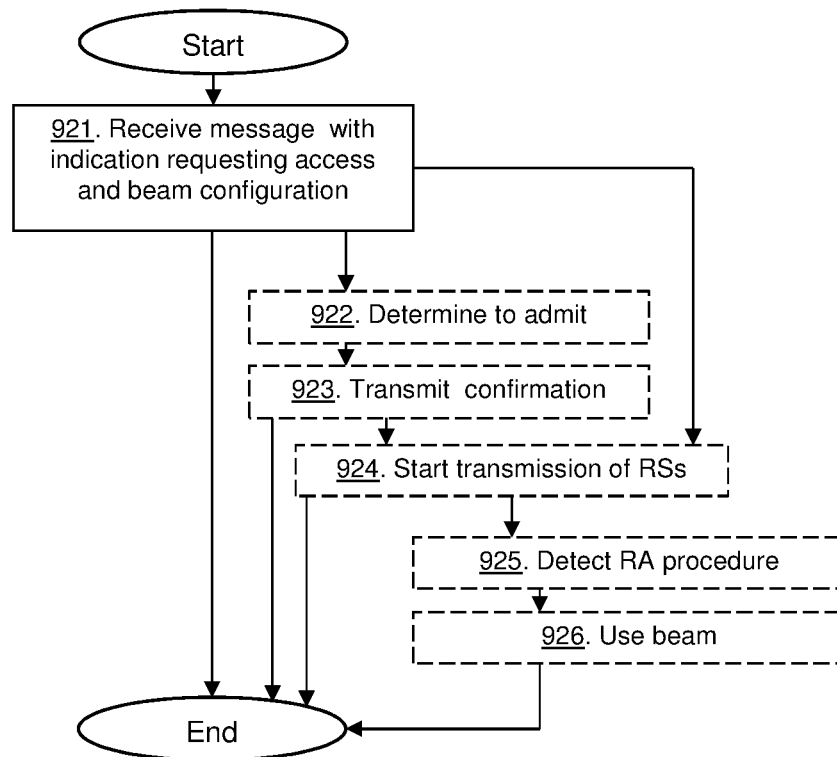 Start
921. Receive message with
indication requesting access
and beam configuration
922. Determine to admit
923. Transmit confirmation
924. Start transmission of RSs
925. Detect RA procedure
926. Use beam
End